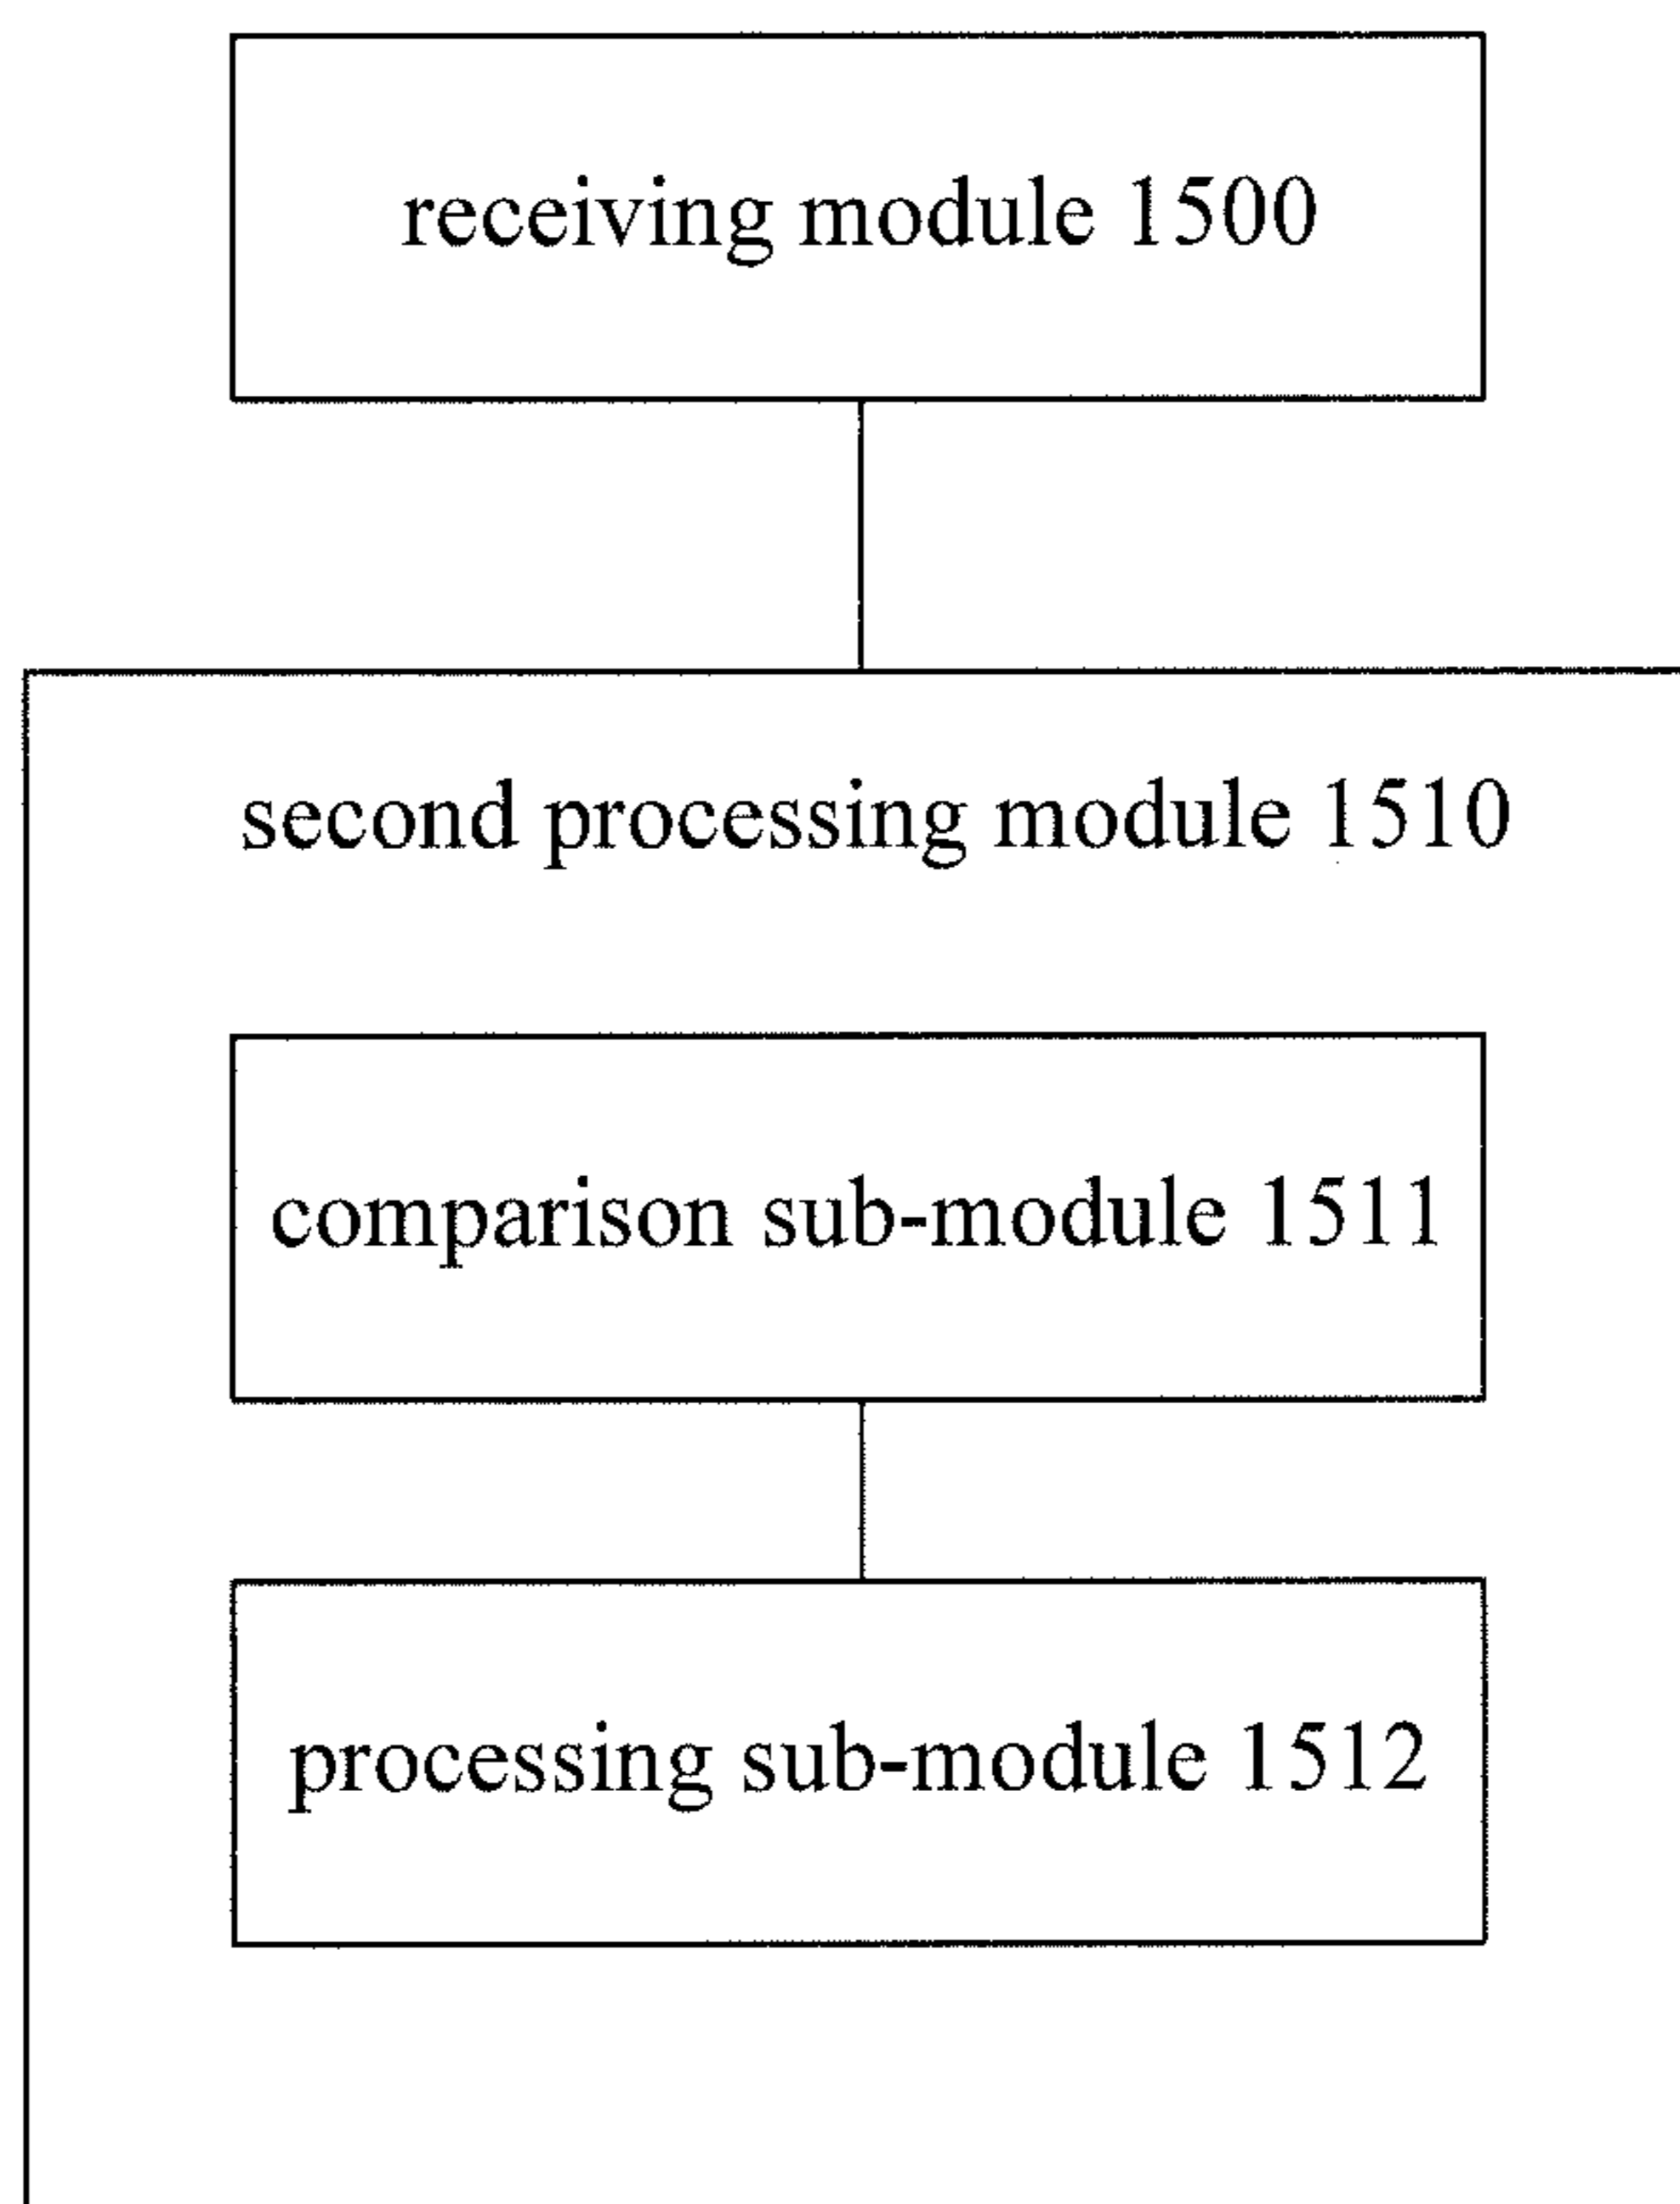 receiving module 1500
second processing module 1510
comparison sub-module 1511
processing sub-module 1512